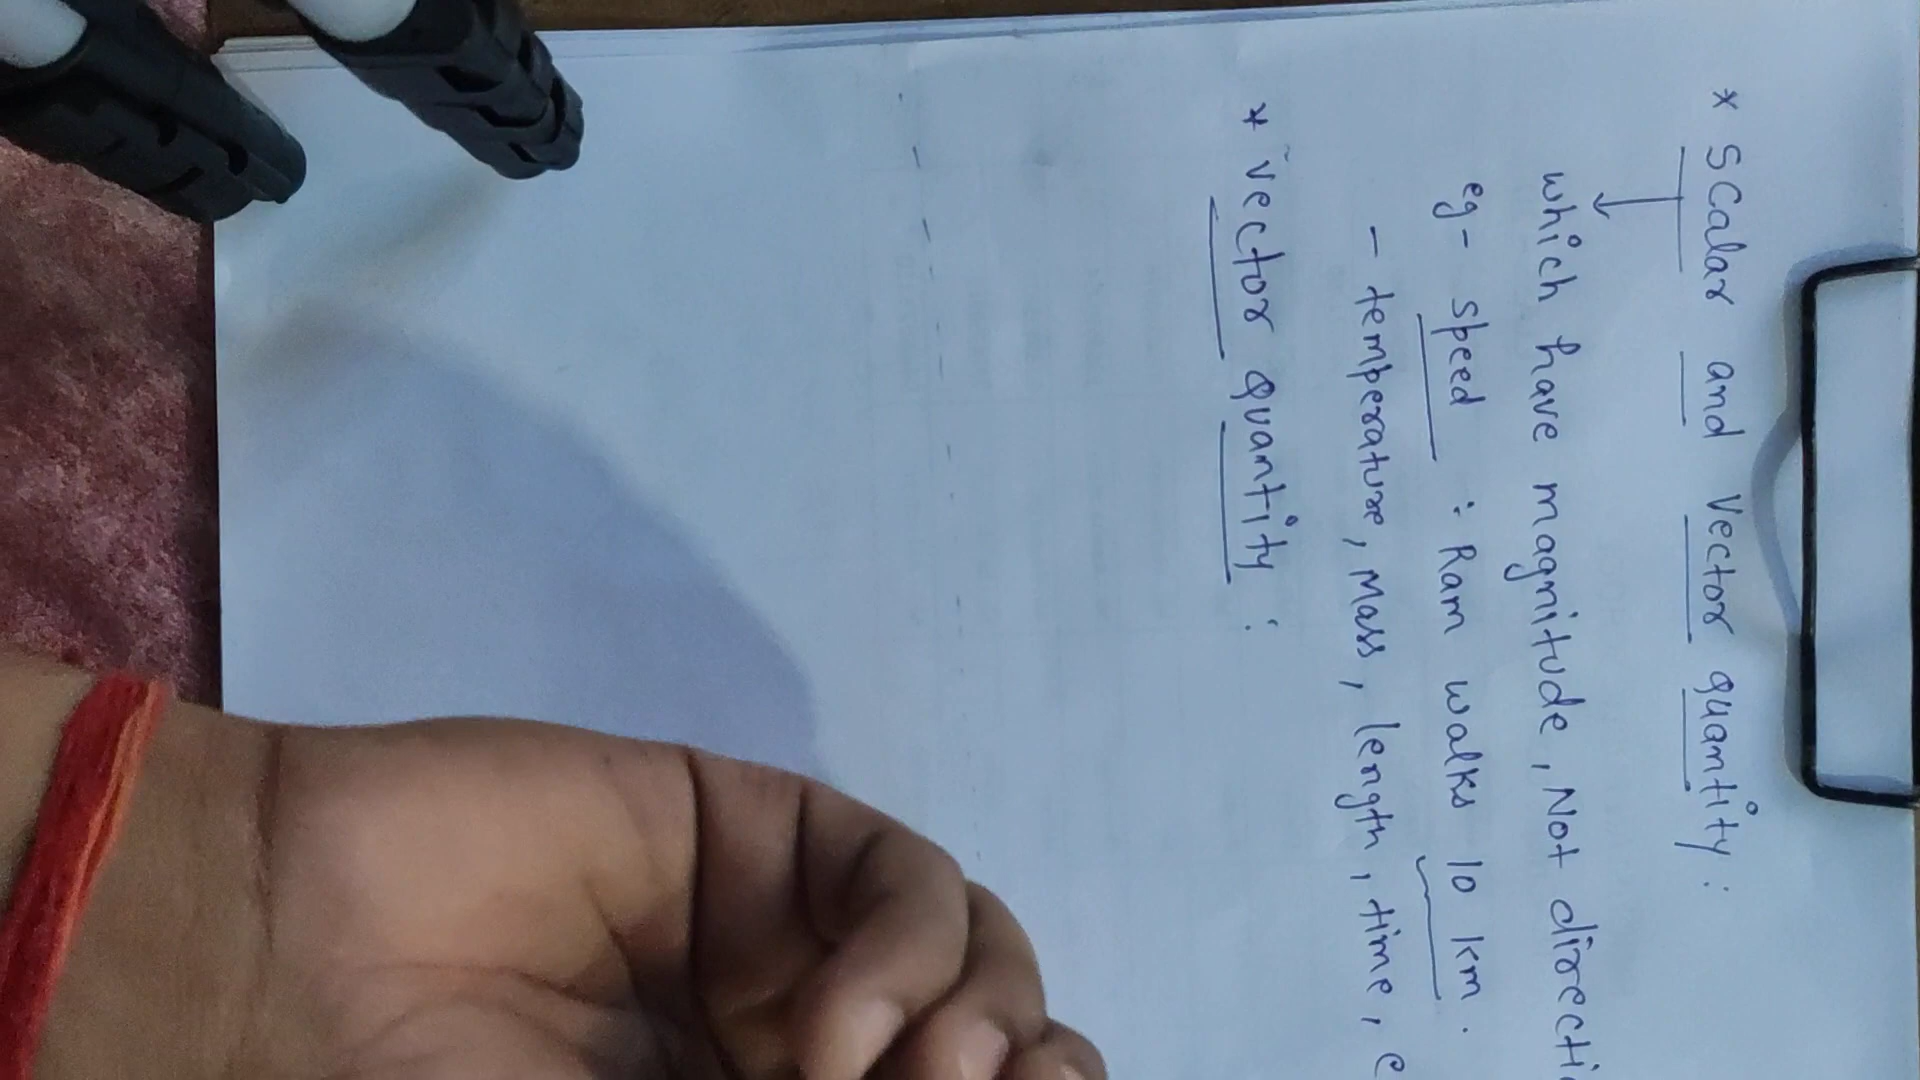 * Scalar and Vector quantity :
which have magnitude, Not directi
eg - speed : Ram walks 10 km.
- temperature, Mass, length, time, e
* Vector quantity :